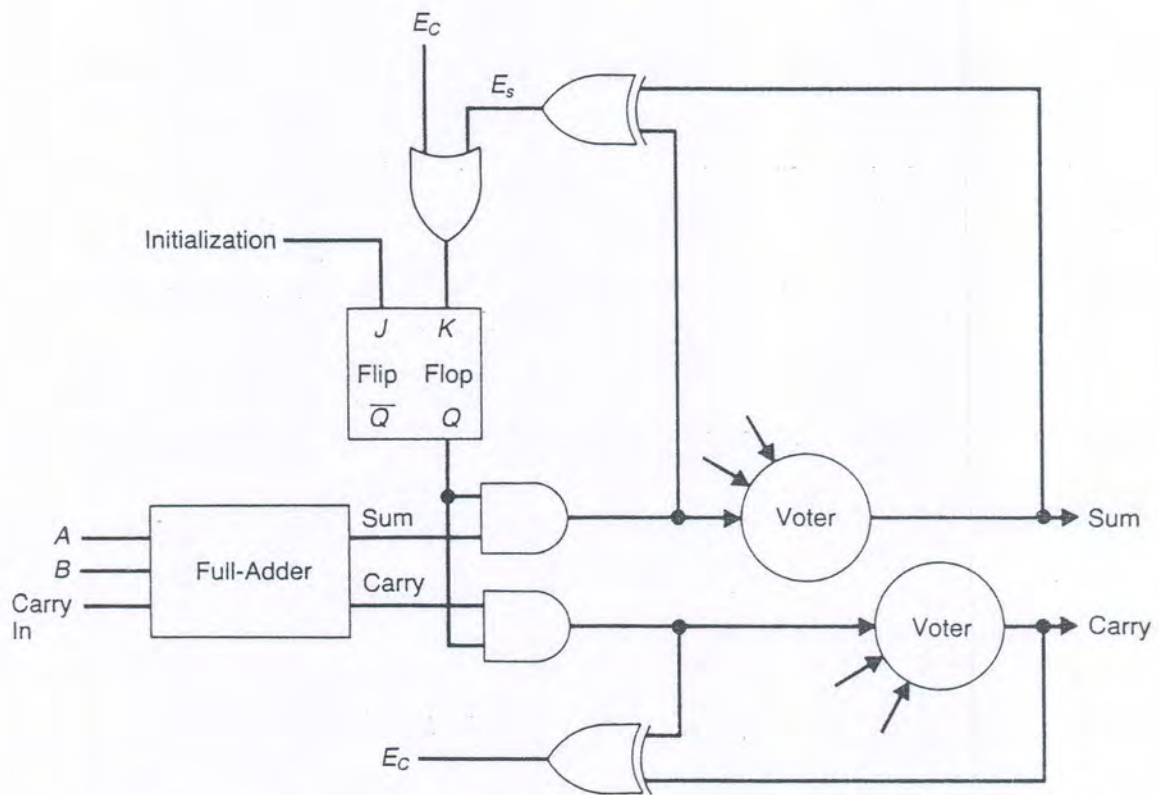 E_C
E_s
Initialization
J K
Flip Flop
Q̅ Q
Sum
Voter
Sum
A
B
Full-Adder
Carry
Carry
In
Voter
Carry
E_C